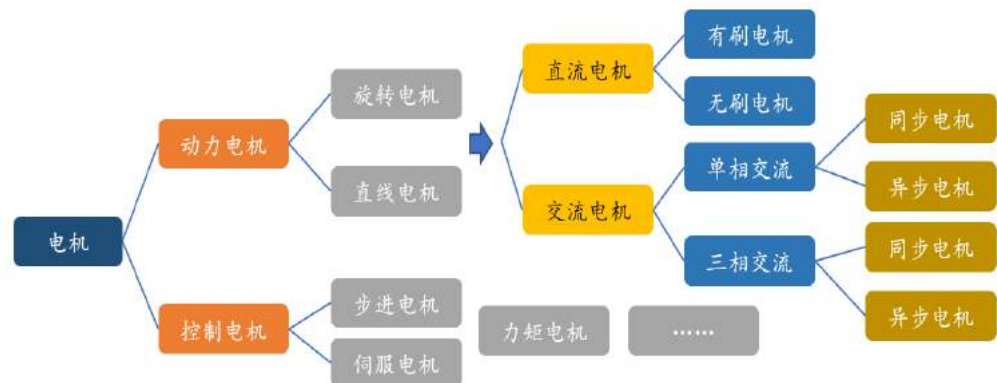 有刷电机
直流电机
旋转电机
无刷电机
同步电机
动力电机
单相交流
直线电机
异步电机
交流电机
电机
同步电机
三相交流
步进电机
控制电机
力矩电机
……
异步电机
伺服电机